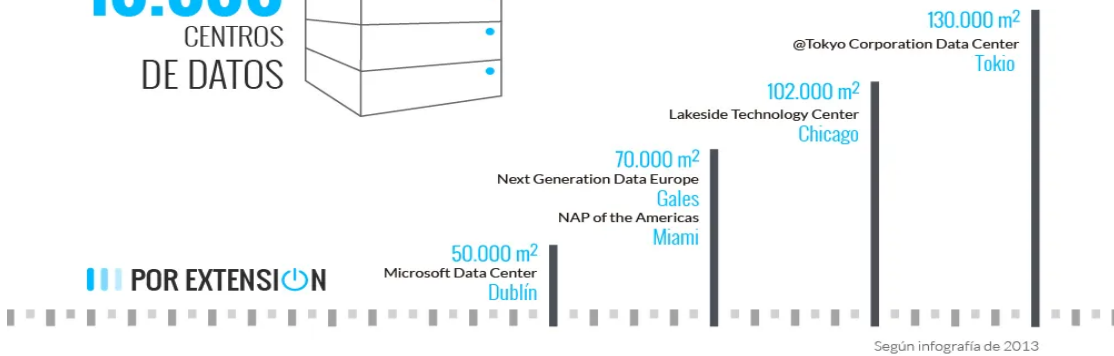 CENTROS
DE DATOS
130.000 m²
@Tokyo Corporation Data Center
Tokio
102.000 m²
Lakeside Technology Center
Chicago
70.000 m²
Next Generation Data Europe
Gales
NAP of the Americas
Miami
50.000 m²
Microsoft Data Center
Dublín
POR EXTENSIÓN
Según infografía de 2013